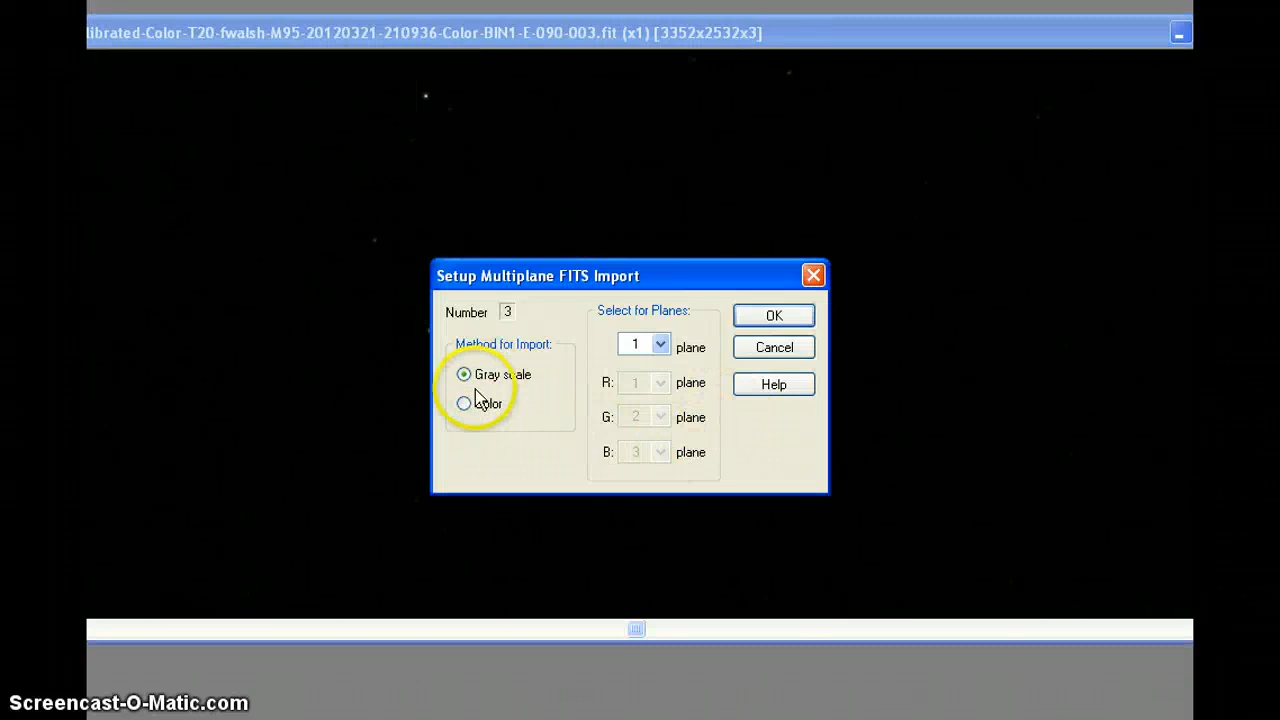 librated-Color-T20-fwalsh-M95-20120321-210936-Color-BIN1-E-090-003.fit (x1) [3352x2532x3]
Setup Multiplane FITS Import
Number 3
Method for Import:
Gray scale
Color
Select for Planes:
1 plane
R: 1 plane
G: 2 plane
B: 3 plane
OK
Cancel
Help
Screencast-O-Matic.com